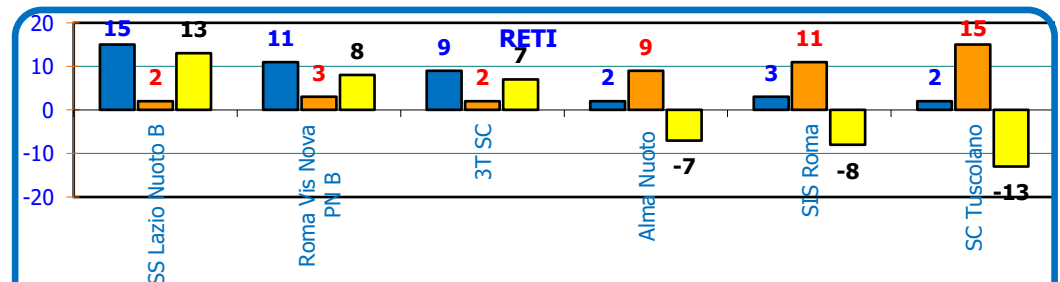 RETI
20
10
0
-10
-20
15
2
13
11
3
8
9
2
7
2
9
-7
3
11
-8
2
15
-13
SS Lazio Nuoto B
Roma Vis Nova
PN B
3T SC
Alma Nuoto
SIS Roma
SC Tuscolano